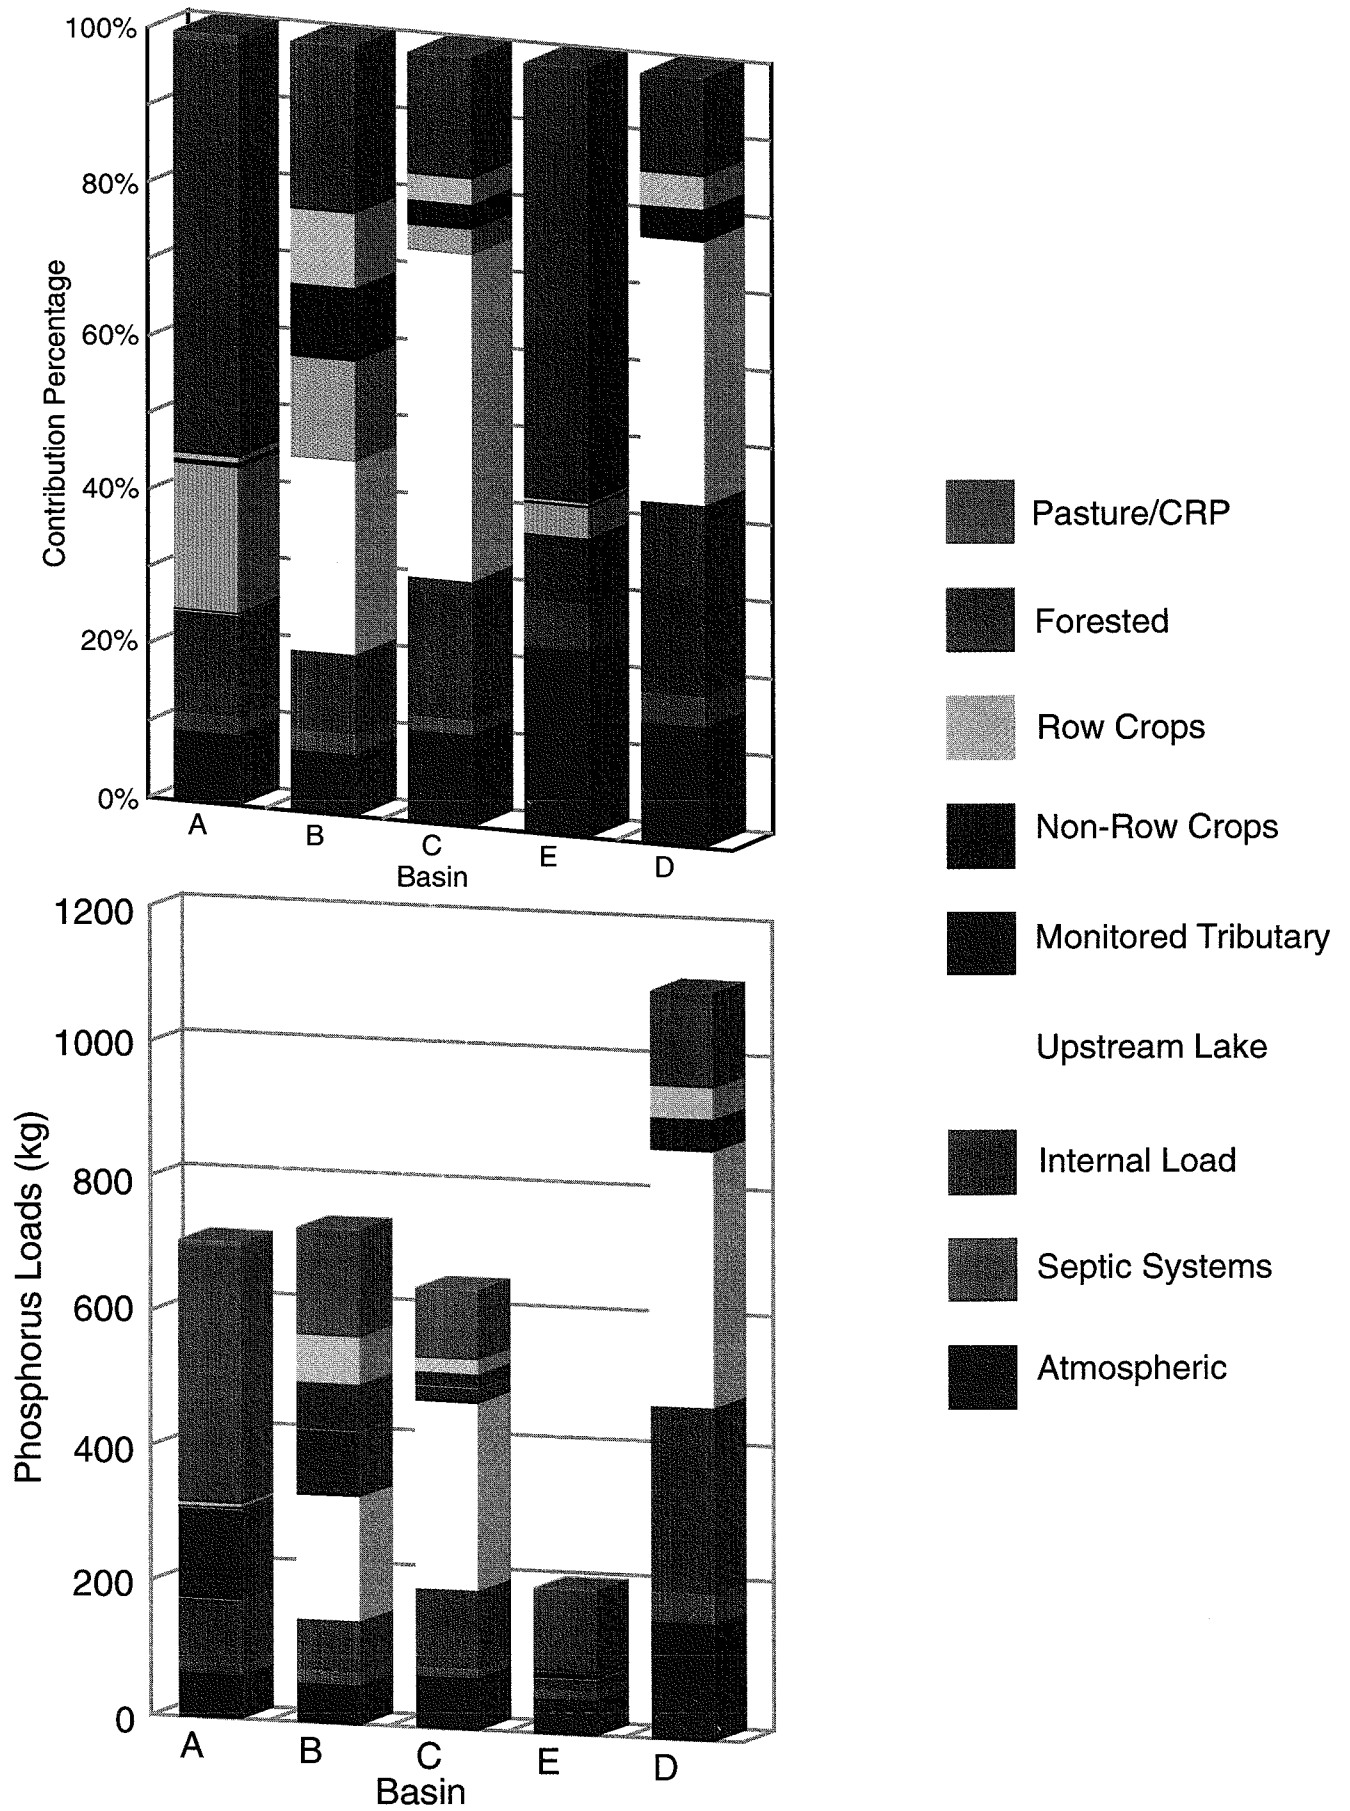 100%
80%
60%
40%
20%
0%
Contribution Percentage
A
B
C
E
D
Basin
Pasture/CRP
Forested
Row Crops
Non-Row Crops
Monitored Tributary
Upstream Lake
Internal Load
Septic Systems
Atmospheric
1200
1000
800
600
400
200
0
Phosphorus Loads (kg)
A
B
C
E
D
Basin